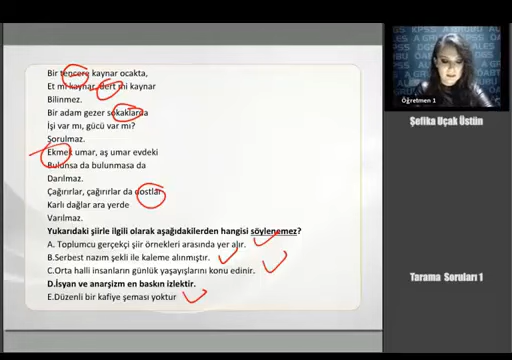 Bir tencere kaynar ocakta,
Et mi kaynar, dert mi kaynar
Bilinmez.
Bir adam gezer sokaklarda
İşi var mı, gücü var mı?
Sorulmaz.
Ekmek umar, aş umar evdeki
Bulunsa da bulunmasa da
Darılmaz.
Çağırırlar, çağırırlar da dostlar
Karlı dağlar ara yerde
Varılmaz.
Yukarıdaki şiirle ilgili olarak aşağıdakilerden hangisi söylenemez?
A. Toplumcu gerçekçi şiir örnekleri arasında yer alır.
B.Serbest nazım şekli ile kaleme alınmıştır.
C.Orta halli insanların günlük yaşayışlarını konu edinir.
D.İsyan ve anarşizm en baskın izlektir.
E.Düzenli bir kafiye şeması yoktur
Öğretmen 1
Şefika Uçak Üstün
Tarama Soruları 1